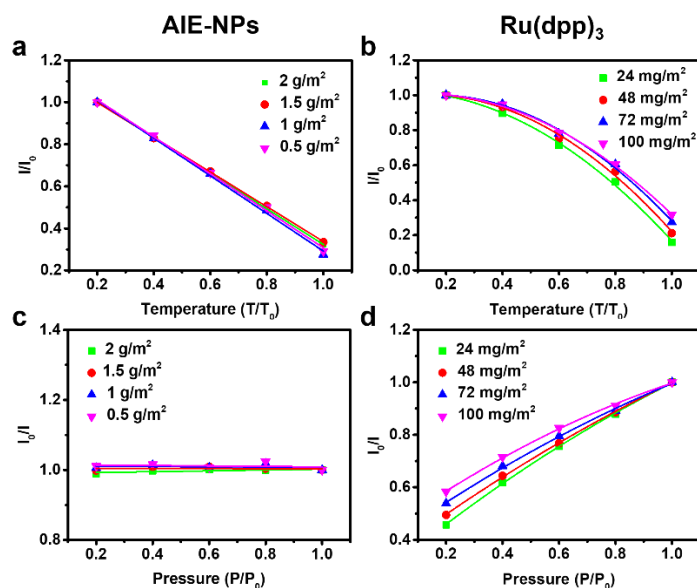 AIE-NPs
Ru(dpp)₃
a
2 g/m²
1.5 g/m²
1 g/m²
0.5 g/m²
I/I₀
1.0
0.8
0.6
0.4
0.2
0.2 0.4 0.6 0.8 1.0
Temperature (T/T₀)
b
24 mg/m²
48 mg/m²
72 mg/m²
100 mg/m²
I/I₀
1.2
1.0
0.8
0.6
0.4
0.2
0.0
0.2 0.4 0.6 0.8 1.0
Temperature (T/T₀)
c
2 g/m²
1.5 g/m²
1 g/m²
0.5 g/m²
I₀/I
1.4
1.2
1.0
0.8
0.2 0.4 0.6 0.8 1.0
Pressure (P/P₀)
d
24 mg/m²
48 mg/m²
72 mg/m²
100 mg/m²
I₀/I
1.2
1.0
0.8
0.6
0.4
0.2 0.4 0.6 0.8 1.0
Pressure (P/P₀)